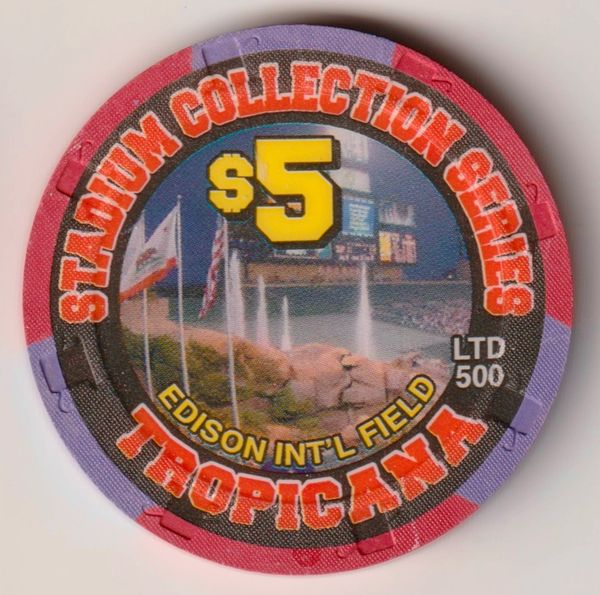 STADIUM COLLECTION SERIES
$5
LTD
500
EDISON INT'L FIELD
TROPICANA